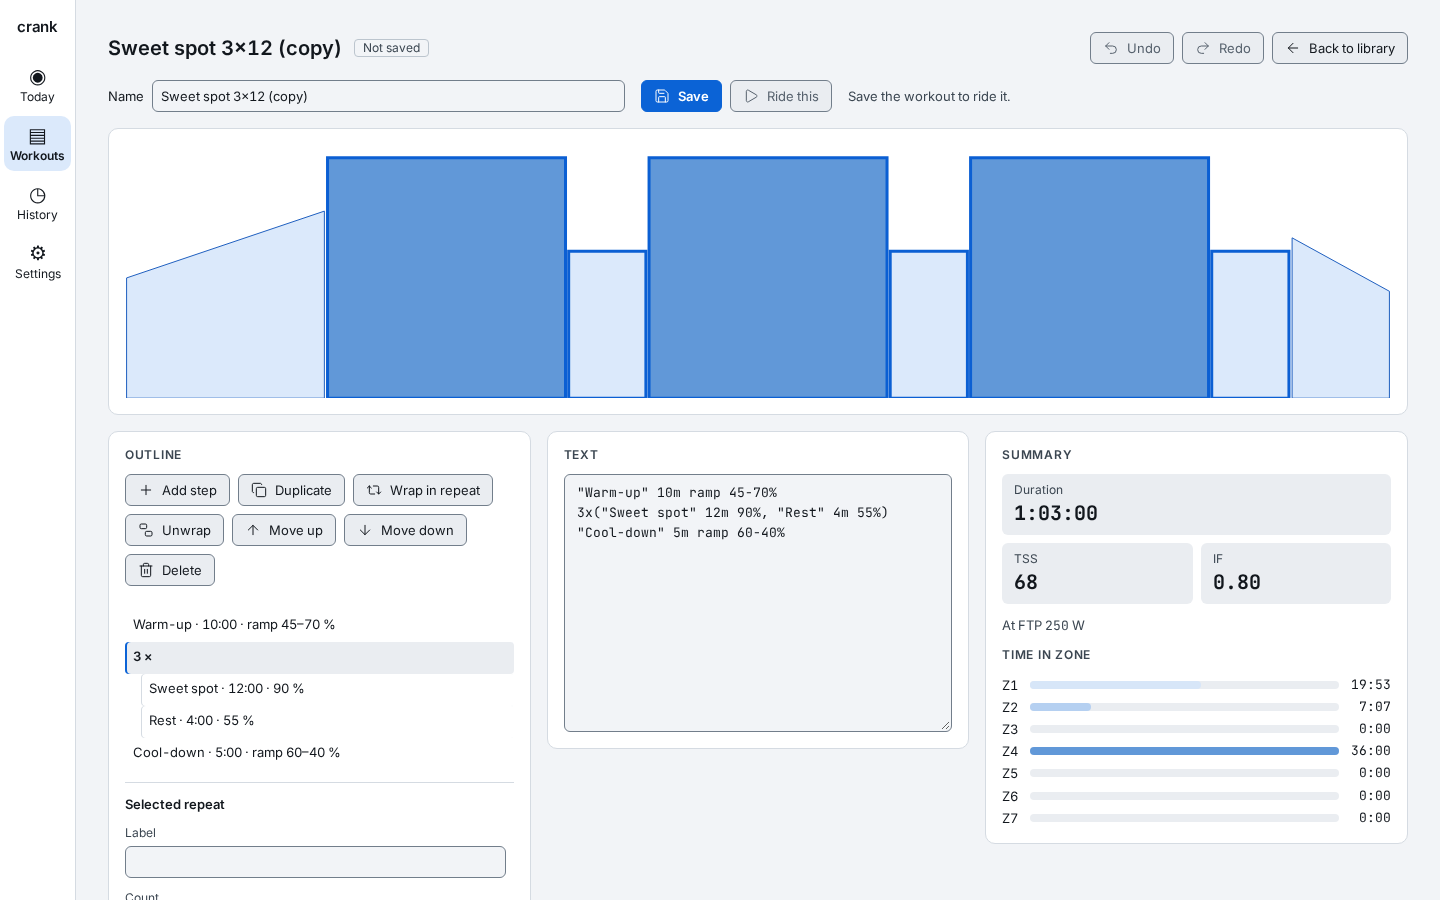 crank
Today
Workouts
History
Settings
Sweet spot 3×12 (copy)
Not saved
Undo
Redo
Back to library
Name
Sweet spot 3×12 (copy)
Save
Ride this
Save the workout to ride it.
OUTLINE
Add step
Duplicate
Wrap in repeat
Unwrap
Move up
Move down
Delete
Warm-up · 10:00 · ramp 45–70 %
3 ×
Sweet spot · 12:00 · 90 %
Rest · 4:00 · 55 %
Cool-down · 5:00 · ramp 60–40 %
Selected repeat
Label
Count
TEXT
"Warm-up" 10m ramp 45-70%
3x("Sweet spot" 12m 90%, "Rest" 4m 55%)
"Cool-down" 5m ramp 60-40%
SUMMARY
Duration
1:03:00
TSS
68
IF
0.80
At FTP 250 W
TIME IN ZONE
Z1 19:53
Z2 7:07
Z3 0:00
Z4 36:00
Z5 0:00
Z6 0:00
Z7 0:00